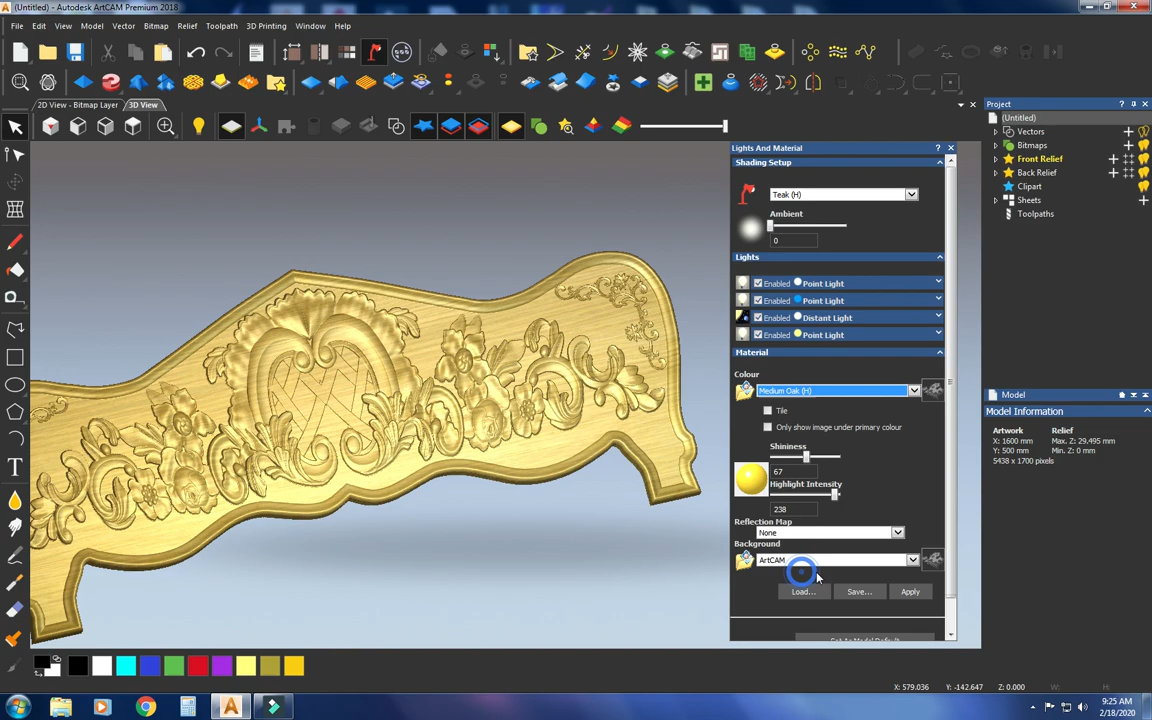 (Untitled) - Autodesk ArtCAM Premium 2018
File Edit View Model Vector Bitmap Relief Toolpath 3D Printing Window Help
2D View - Bitmap Layer 3D View
Lights And Material
Shading Setup
Teak (H)
Ambient
0
Lights
Enabled Point Light
Enabled Point Light
Enabled Distant Light
Enabled Point Light
Material
Colour
Medium Oak (H)
Tile
Only show image under primary colour
Shininess
67
Highlight Intensity
238
Reflection Map
None
Background
ArtCAM
Load... Save... Apply
Set As Model Default
Project
(Untitled)
Vectors
Bitmaps
Front Relief
Back Relief
Clipart
Sheets
Toolpaths
Model
Model Information
Artwork Relief
X: 1600 mm Max. Z: 29.495 mm
Y: 500 mm Min. Z: 0 mm
5438 x 1700 pixels
X: 579.036 Y: -142.647 Z: 0.000 W: H:
9:25 AM
2/18/2020